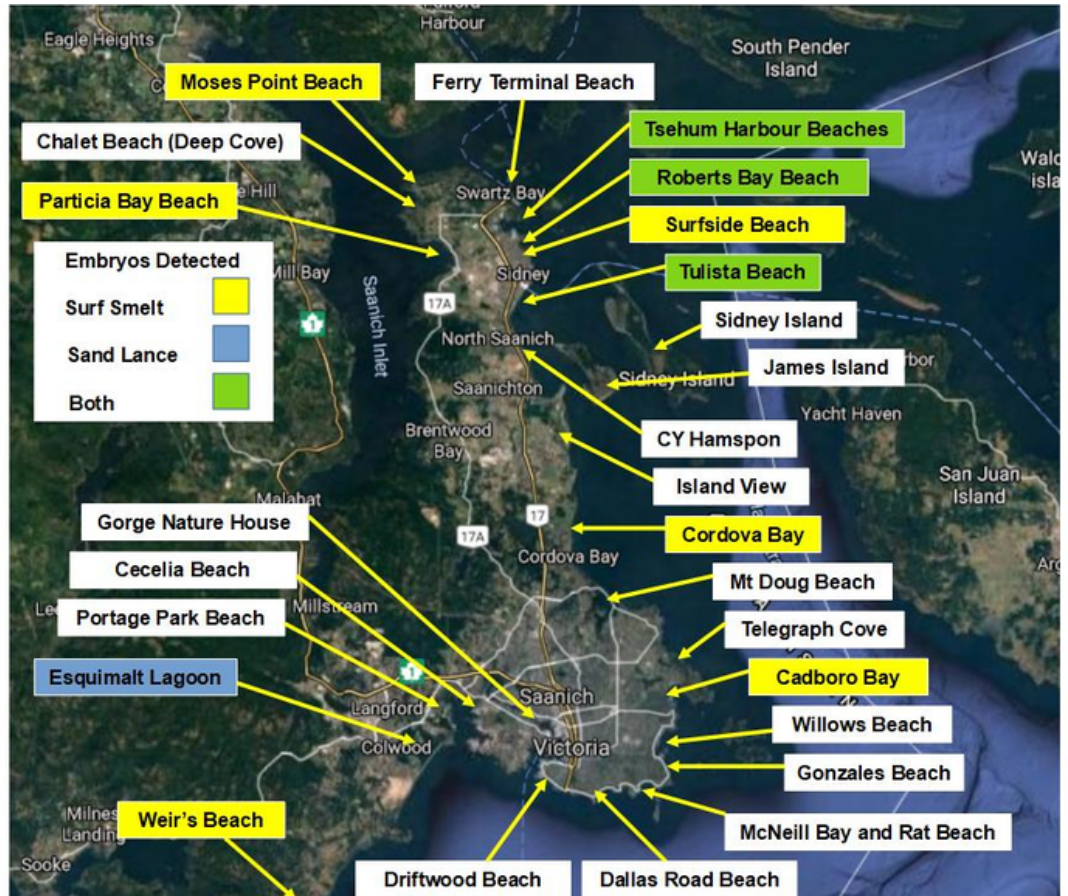 Harbour
Eagle Heights
South Pender
Island
Moses Point Beach
Ferry Terminal Beach
Tsehum Harbour Beaches
Chalet Beach (Deep Cove)
Roberts Bay Beach
Swartz Bay
Particia Bay Beach
Surfside Beach
Embryos Detected
Surf Smelt
Sand Lance
Both
Mill Bay
Sidney
Tulista Beach
17A
Saanich Inlet
1
Sidney Island
North Saanich
James Island
Sidney Island
Saanichton
Yacht Haven
Brentwood
Bay
CY Hamspon
San Juan
Island
Island View
Malahat
Gorge Nature House
17
17A
Cordova Bay
Cordova Bay
Cecelia Beach
Mt Doug Beach
Millstream
Portage Park Beach
Telegraph Cove
1
Esquimalt Lagoon
Cadboro Bay
Saanich
Langford
Willows Beach
Colwood
Victoria
Gonzales Beach
Weir's Beach
Landing
McNeill Bay and Rat Beach
Sooke
Driftwood Beach
Dallas Road Beach